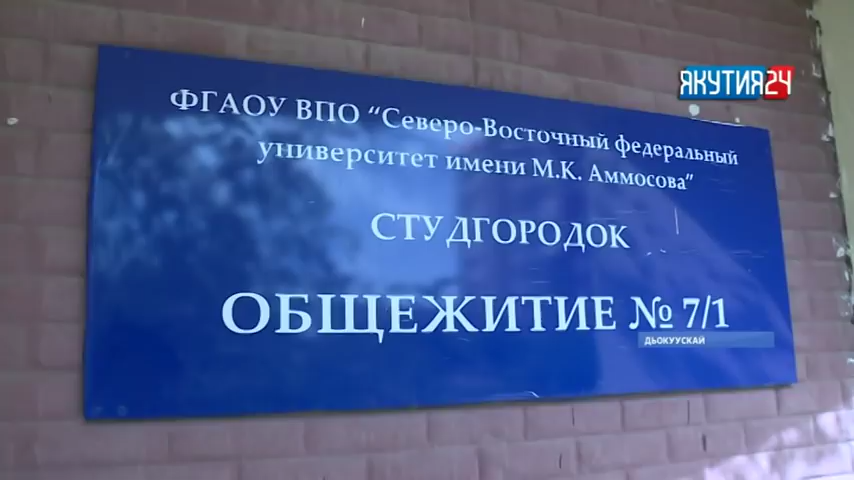 ЯКУТИЯ24
ФГАОУ ВПО “Северо-Восточный федеральный
университет имени М.К. Аммосова”
СТУДГОРОДОК
ОБЩЕЖИТИЕ № 7/1
ДЬОКУУСКАЙ